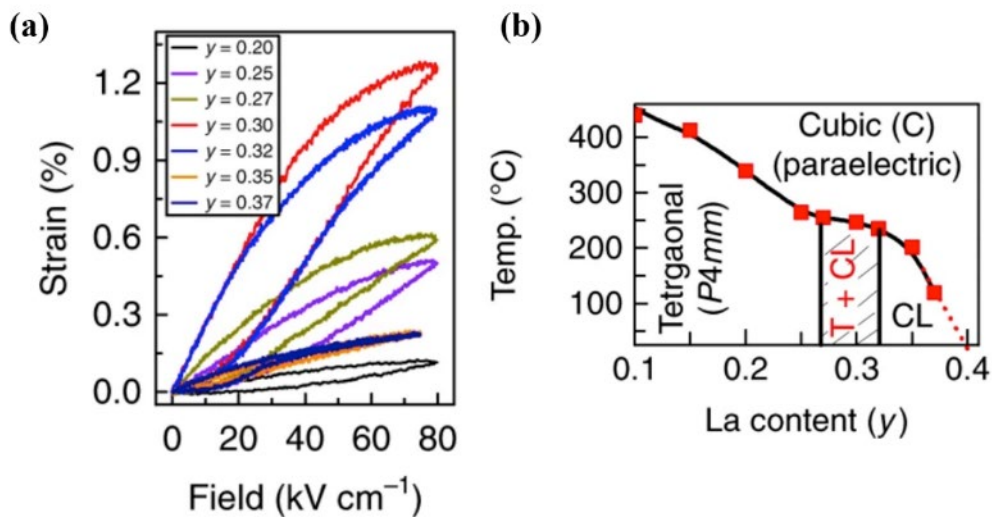 (a)
1.2
0.9
0.6
0.3
0.0
Strain (%)
y = 0.20
y = 0.25
y = 0.27
y = 0.30
y = 0.32
y = 0.35
y = 0.37
0 20 40 60 80
Field (kV cm⁻¹)
(b)
400
300
200
100
Temp. (°C)
Cubic (C)
(paraelectric)
Tetrgaonal
(P4mm)
T + CL
CL
0.1 0.2 0.3 0.4
La content (y)